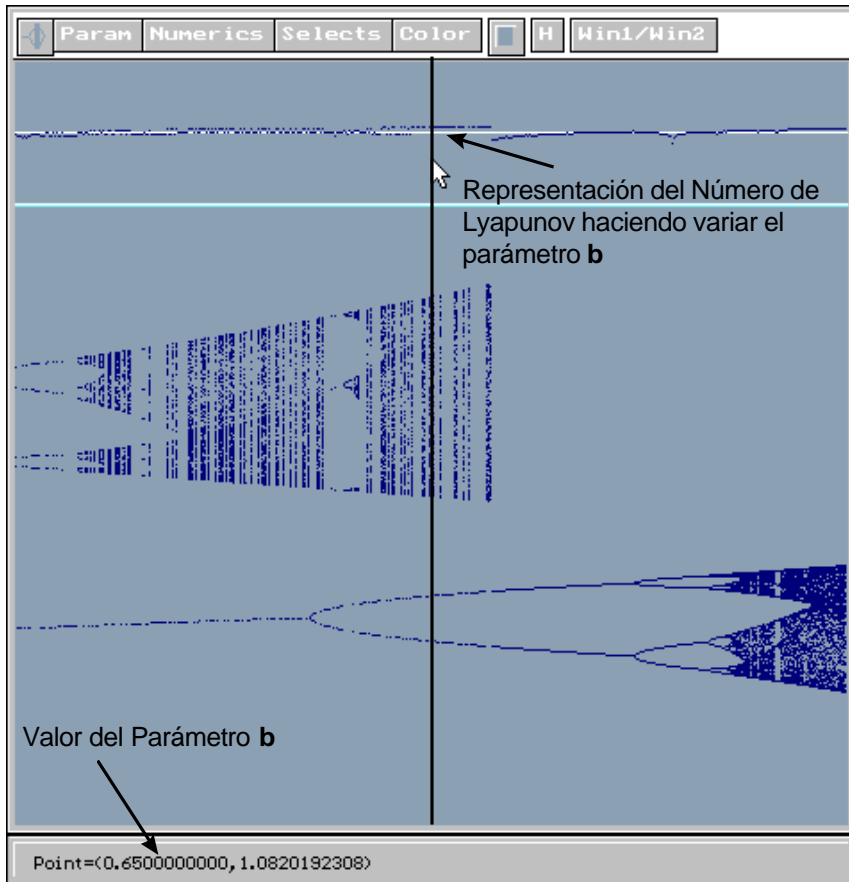 Param Numerics Selects Color H Win1/Win2
Representación del Número de
Lyapunov haciendo variar el
parámetro b
Valor del Parámetro b
Point=(0.6500000000,1.0820192308)